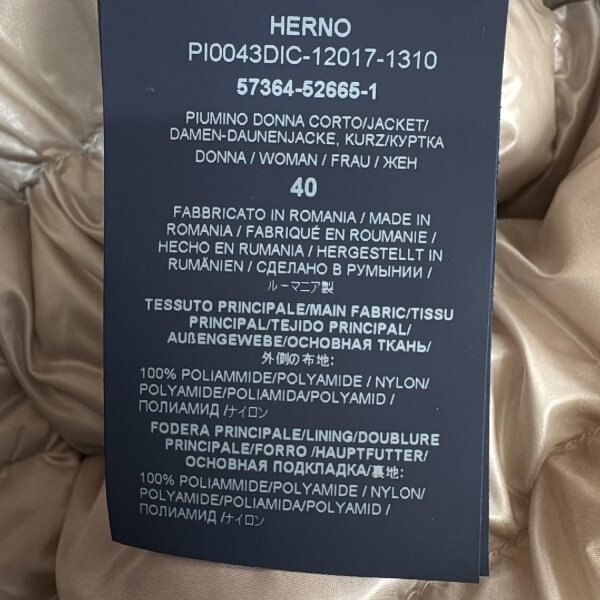 HERNO
PI0043DIC-12017-1310
57364-52665-1
PIUMINO DONNA CORTO/JACKET/
DAMEN-DAUNENJACKE, KURZ/КУРТКА
DONNA / WOMAN / FRAU / ЖЕН
40
FABBRICATO IN ROMANIA / MADE IN
ROMANIA / FABRIQUÉ EN ROUMANIE /
HECHO EN RUMANIA / HERGESTELLT IN
RUMÄNIEN / СДЕЛАНО В РУМЫНИИ /
ルーマニア製
TESSUTO PRINCIPALE/MAIN FABRIC/TISSU
PRINCIPAL/TEJIDO PRINCIPAL/
AUßENGEWEBE/ОСНОВНАЯ ТКАНЬ/
外側の布地:
100% POLIAMMIDE/POLYAMIDE / NYLON/
POLYAMIDE/POLIAMIDA/POLYAMID /
ПОЛИАМИД /ナイロン
FODERA PRINCIPALE/LINING/DOUBLURE
PRINCIPALE/FORRO /HAUPTFUTTER/
ОСНОВНАЯ ПОДКЛАДКА/裏地:
100% POLIAMMIDE/POLYAMIDE / NYLON/
POLYAMIDE/POLIAMIDA/POLYAMID /
ПОЛИАМИД /ナイロン